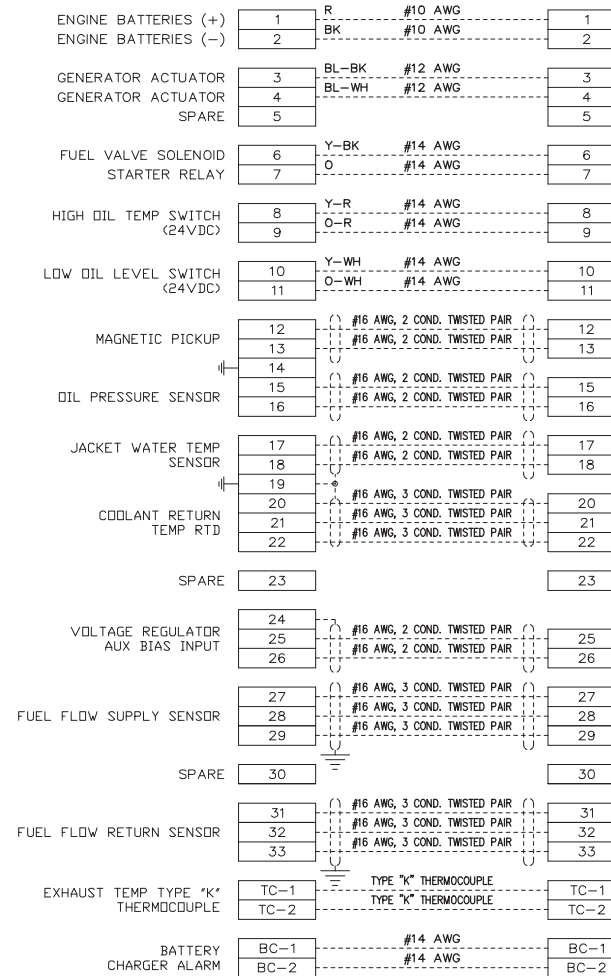 ENGINE BATTERIES (+) 1 R #10 AWG 1
ENGINE BATTERIES (−) 2 BK #10 AWG 2
GENERATOR ACTUATOR 3 BL−BK #12 AWG 3
GENERATOR ACTUATOR 4 BL−WH #12 AWG 4
SPARE 5 5
FUEL VALVE SOLENOID 6 Y−BK #14 AWG 6
STARTER RELAY 7 O #14 AWG 7
HIGH OIL TEMP SWITCH 8 Y−R #14 AWG 8
(24VDC) 9 O−R #14 AWG 9
LOW OIL LEVEL SWITCH 10 Y−WH #14 AWG 10
(24VDC) 11 O−WH #14 AWG 11
MAGNETIC PICKUP
12 #16 AWG, 2 COND. TWISTED PAIR 12
13 #16 AWG, 2 COND. TWISTED PAIR 13
14
OIL PRESSURE SENSOR
15 #16 AWG, 2 COND. TWISTED PAIR 15
16 #16 AWG, 2 COND. TWISTED PAIR 16
JACKET WATER TEMP 17 #16 AWG, 2 COND. TWISTED PAIR 17
SENSOR 18 #16 AWG, 2 COND. TWISTED PAIR 18
19
COOLANT RETURN
TEMP RTD
20 #16 AWG, 3 COND. TWISTED PAIR 20
21 #16 AWG, 3 COND. TWISTED PAIR 21
22 #16 AWG, 3 COND. TWISTED PAIR 22
SPARE 23 23
VOLTAGE REGULATOR
AUX BIAS INPUT
24
25 #16 AWG, 2 COND. TWISTED PAIR 25
26 #16 AWG, 2 COND. TWISTED PAIR 26
27 #16 AWG, 3 COND. TWISTED PAIR 27
FUEL FLOW SUPPLY SENSOR 28 #16 AWG, 3 COND. TWISTED PAIR 28
29 #16 AWG, 3 COND. TWISTED PAIR 29
SPARE 30 30
31 #16 AWG, 3 COND. TWISTED PAIR 31
FUEL FLOW RETURN SENSOR 32 #16 AWG, 3 COND. TWISTED PAIR 32
33 #16 AWG, 3 COND. TWISTED PAIR 33
EXHAUST TEMP TYPE "K" TC−1 TYPE "K" THERMOCOUPLE TC−1
THERMOCOUPLE TC−2 TYPE "K" THERMOCOUPLE TC−2
BATTERY BC−1 #14 AWG BC−1
CHARGER ALARM BC−2 #14 AWG BC−2